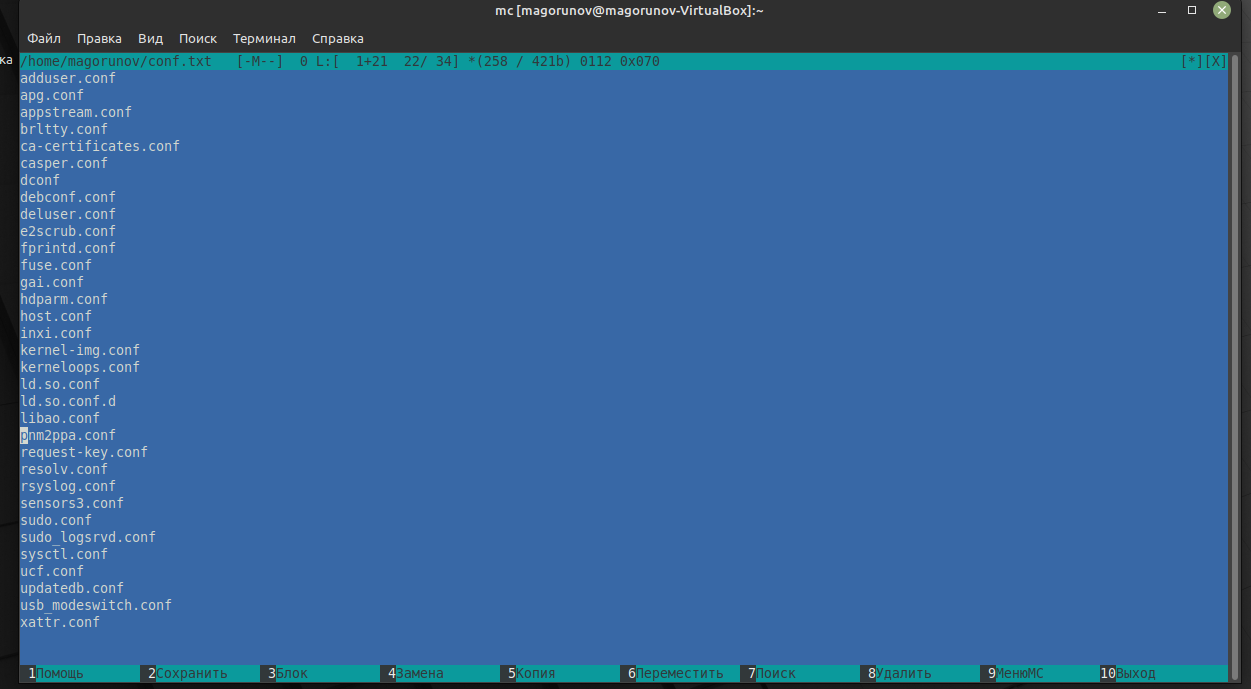 mc [magorunov@magorunov-VirtualBox]:~
Файл Правка Вид Поиск Терминал Справка
ка
/home/magorunov/conf.txt [-M--] 0 L:[ 1+21 22/ 34] *(258 / 421b) 0112 0x070 [*][X]
adduser.conf
apg.conf
appstream.conf
brltty.conf
ca-certificates.conf
casper.conf
dconf
debconf.conf
deluser.conf
e2scrub.conf
fprintd.conf
fuse.conf
gai.conf
hdparm.conf
host.conf
inxi.conf
kernel-img.conf
kerneloops.conf
ld.so.conf
ld.so.conf.d
libao.conf
pnm2ppa.conf
request-key.conf
resolv.conf
rsyslog.conf
sensors3.conf
sudo.conf
sudo_logsrvd.conf
sysctl.conf
ucf.conf
updatedb.conf
usb_modeswitch.conf
xattr.conf
1Помощь 2Сохранить 3Блок 4Замена 5Копия 6Переместить 7Поиск 8Удалить 9МенюМС 10Выход